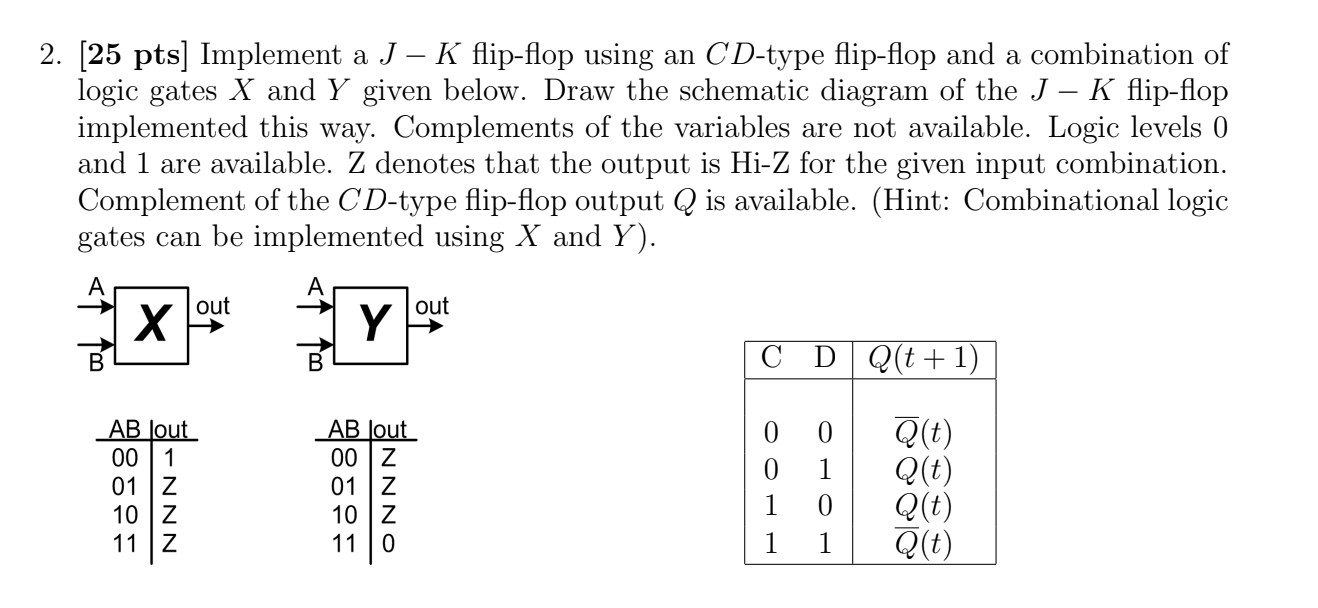 2. [25 pts] Implement a J − K flip-flop using an CD-type flip-flop and a combination of
logic gates X and Y given below. Draw the schematic diagram of the J − K flip-flop
implemented this way. Complements of the variables are not available. Logic levels 0
and 1 are available. Z denotes that the output is Hi-Z for the given input combination.
Complement of the CD-type flip-flop output Q is available. (Hint: Combinational logic
gates can be implemented using X and Y).
A
X
out
B
A
Y
out
B
AB out
00 1
01 Z
10 Z
11 Z
AB out
00 Z
01 Z
10 Z
11 0
C D Q(t + 1)
0 0 Q̅(t)
0 1 Q(t)
1 0 Q(t)
1 1 Q̅(t)